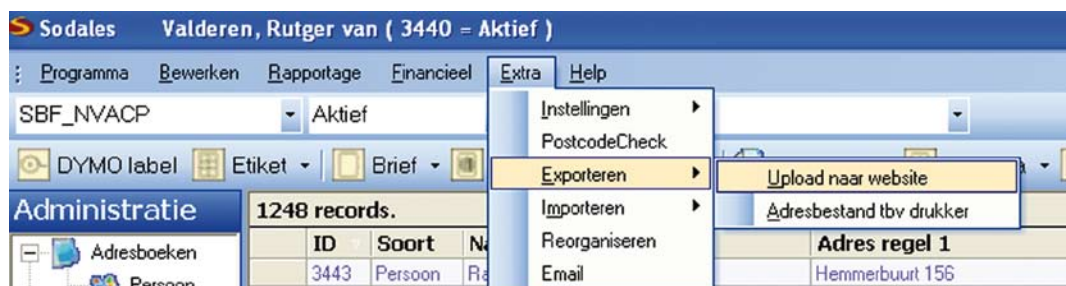 Sodales Valderen, Rutger van ( 3440 = Aktief )
Programma Bewerken Rapportage Financieel Extra Help
SBF_NVACP Aktief
Instellingen
PostcodeCheck
DYMO label Etiket Brief
Exporteren
Upload naar website
Administratie
1248 records.
Importeren
Adresbestand tbv drukker
Adresboeken
ID Soort
Reorganiseren
Adres regel 1
Persoon
3443 Persoon
Email
Hemmerbuurt 156